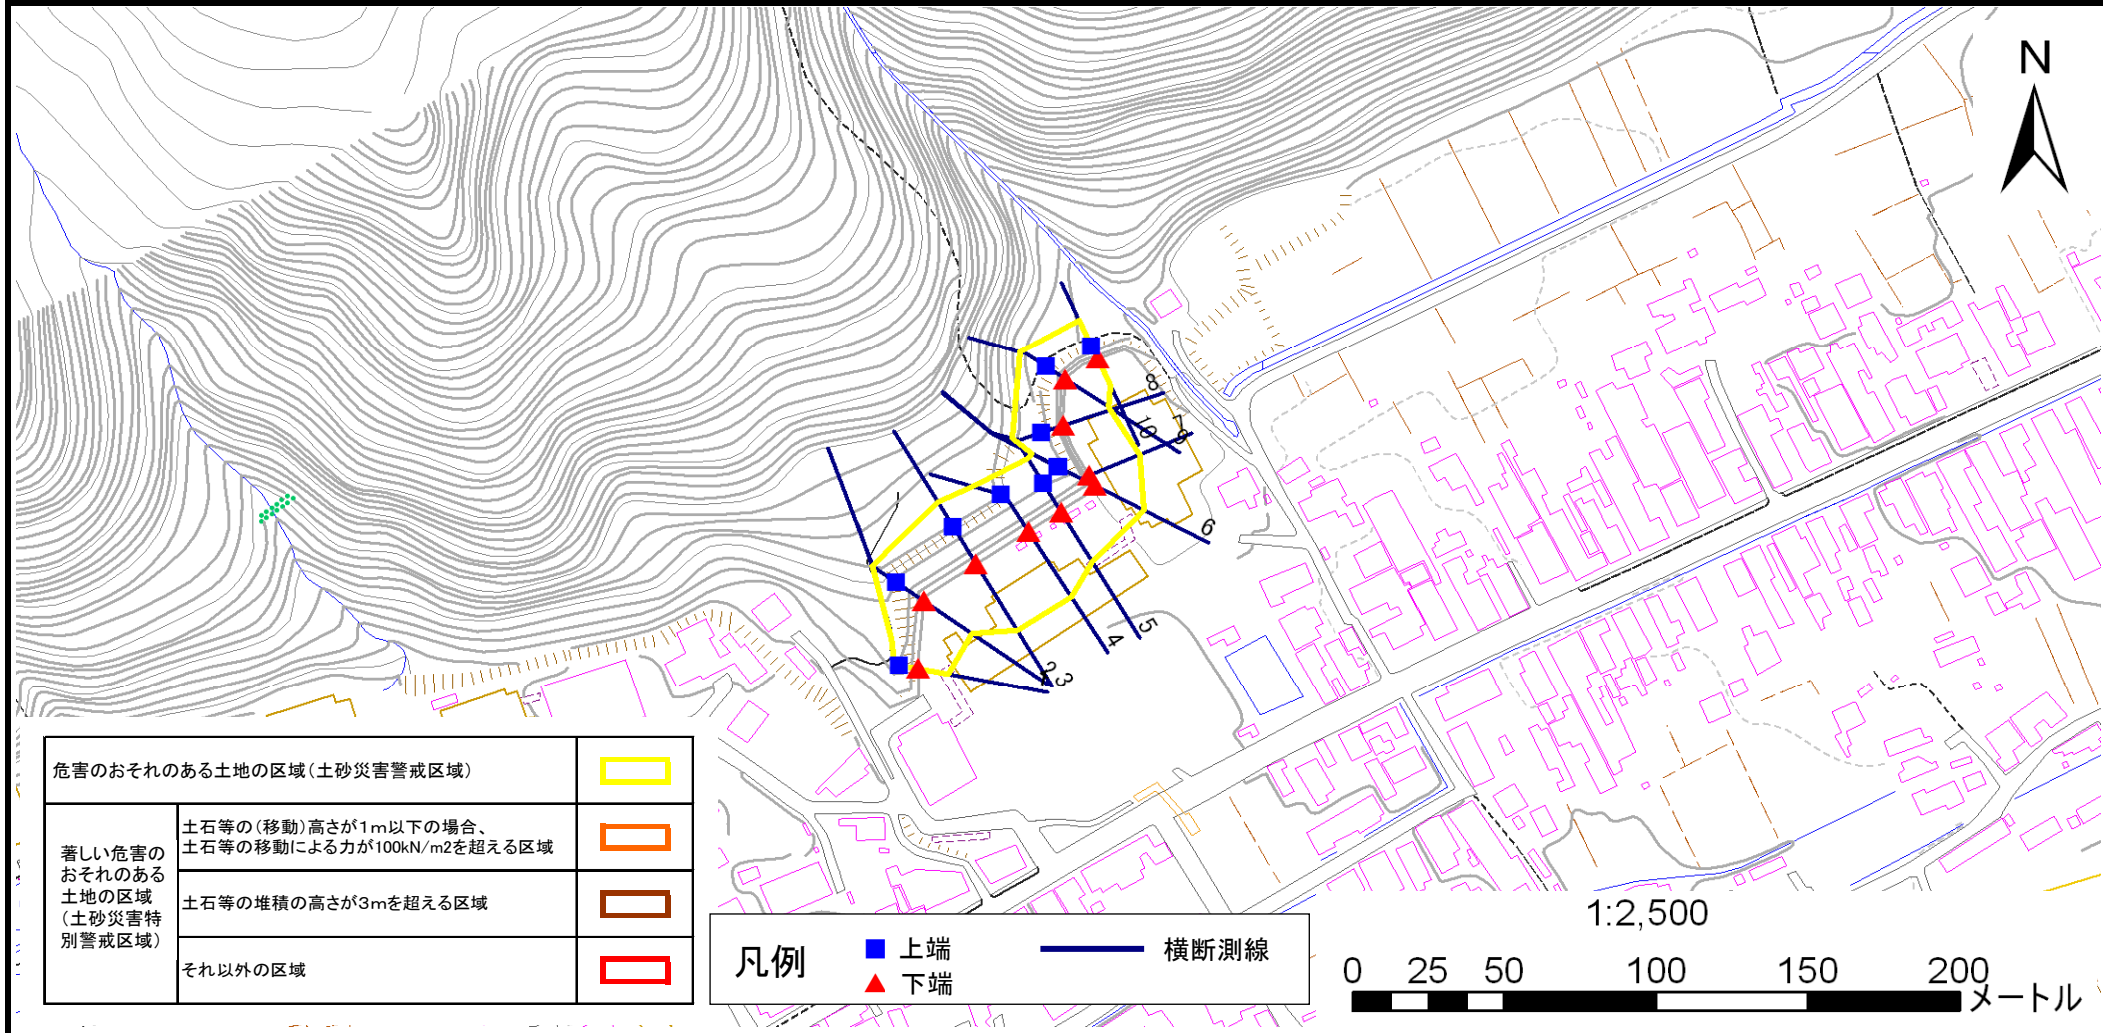 N
8
7
9
10
6
5
4
2
3
危害のおそれのある土地の区域(土砂災害警戒区域)
著しい危害の
おそれのある
土地の区域
(土砂災害特
別警戒区域)
土石等の(移動)高さが1m以下の場合、
土石等の移動による力が100kN/m2を超える区域
土石等の堆積の高さが3mを超える区域
それ以外の区域
凡例
上端
下端
横断測線
1:2,500
0 25 50 100 150 200
メートル